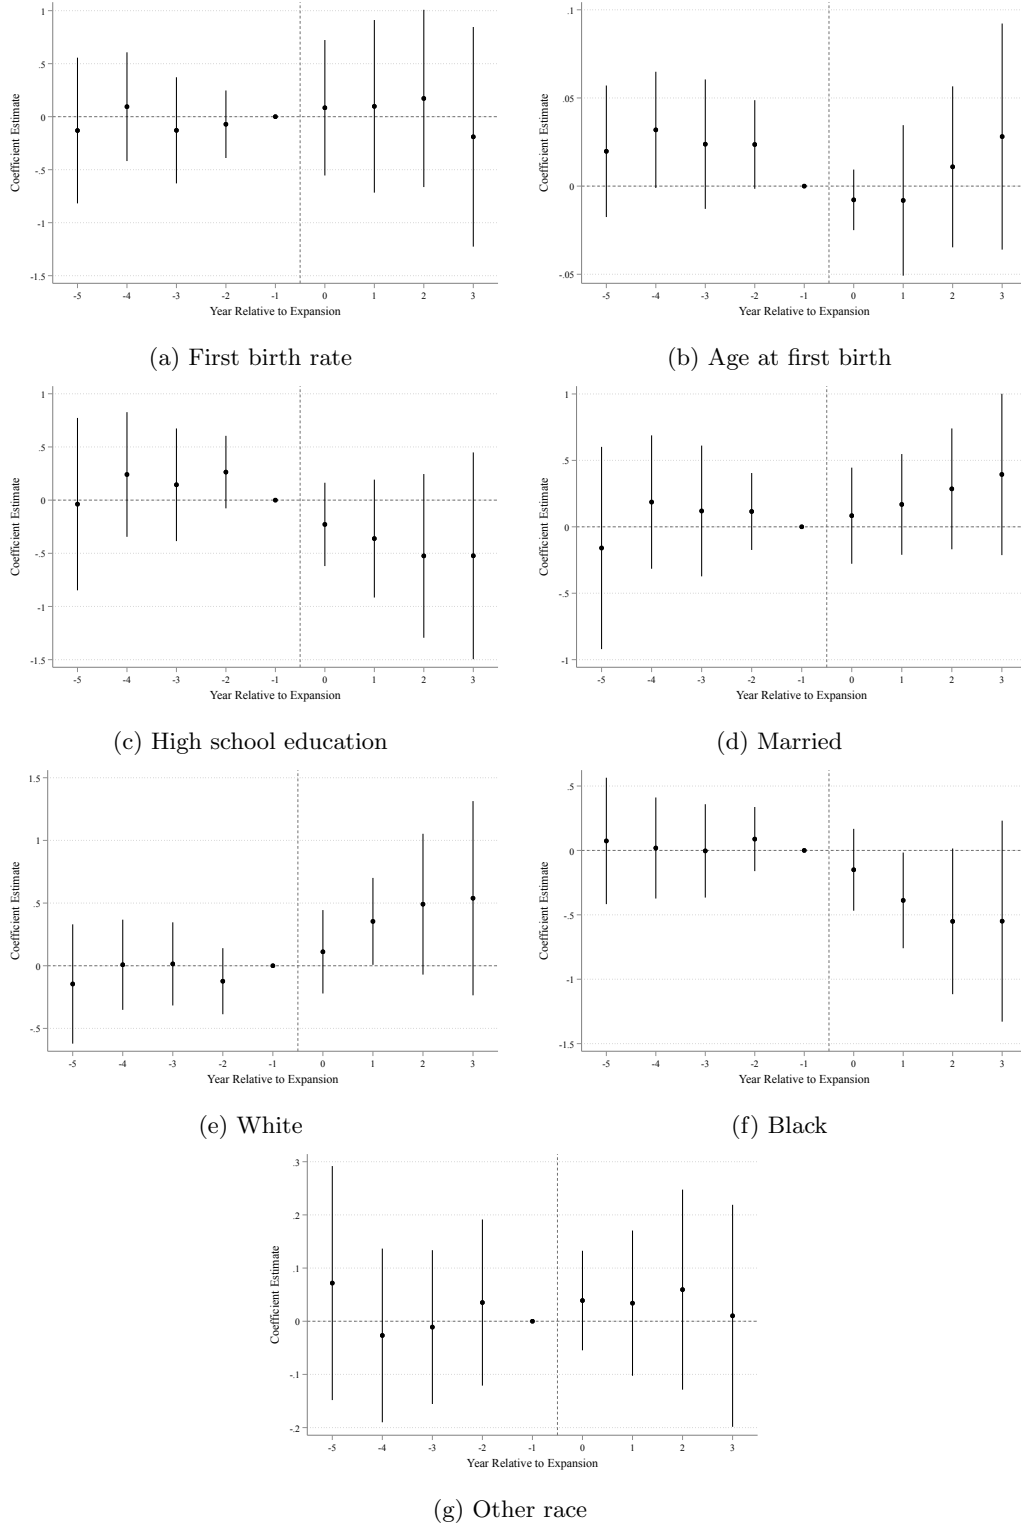 1
.5
0
-.5
-1
-1.5
Coefficient Estimate
-5 -4 -3 -2 -1 0 1 2 3
Year Relative to Expansion
(a) First birth rate
.1
.05
0
-.05
Coefficient Estimate
-5 -4 -3 -2 -1 0 1 2 3
Year Relative to Expansion
(b) Age at first birth
1
.5
0
-.5
-1
-1.5
Coefficient Estimate
-5 -4 -3 -2 -1 0 1 2 3
Year Relative to Expansion
(c) High school education
1
.5
0
-.5
-1
Coefficient Estimate
-5 -4 -3 -2 -1 0 1 2 3
Year Relative to Expansion
(d) Married
1.5
1
.5
0
-.5
Coefficient Estimate
-5 -4 -3 -2 -1 0 1 2 3
Year Relative to Expansion
(e) White
.5
0
-.5
-1
-1.5
Coefficient Estimate
-5 -4 -3 -2 -1 0 1 2 3
Year Relative to Expansion
(f) Black
.3
.2
.1
0
-.1
-.2
Coefficient Estimate
-5 -4 -3 -2 -1 0 1 2 3
Year Relative to Expansion
(g) Other race